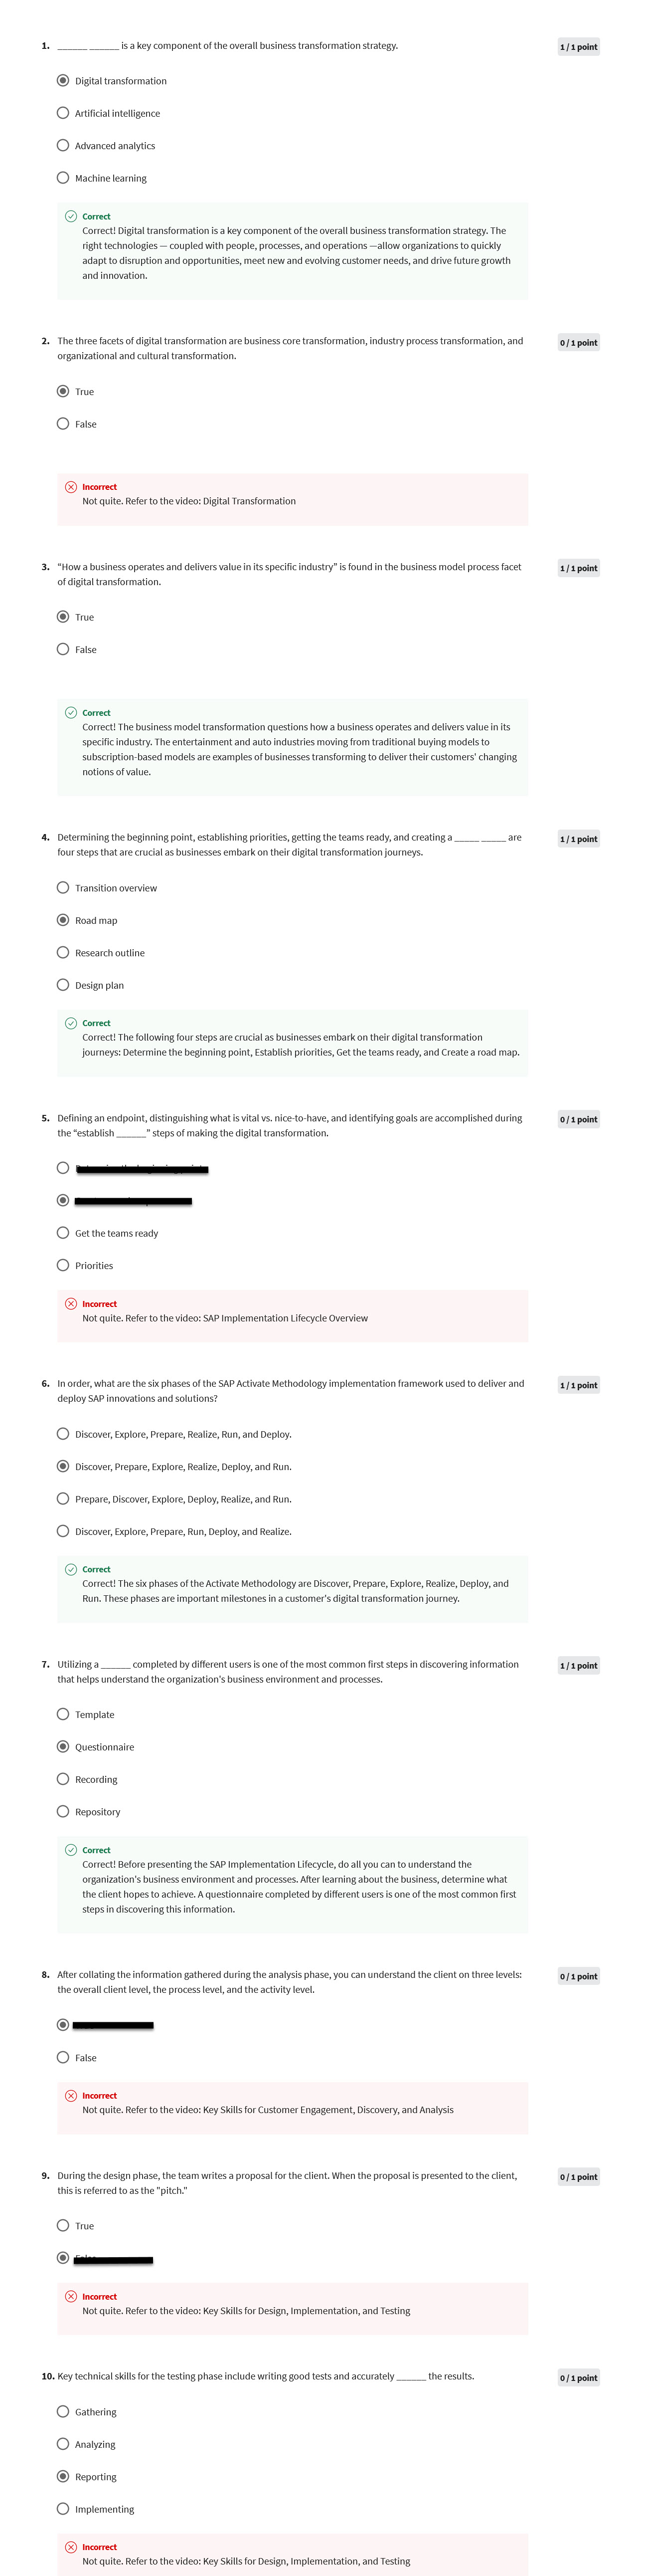 1. ______ ______ is a key component of the overall business transformation strategy.
1 / 1 point
Digital transformation
Artificial intelligence
Advanced analytics
Machine learning
Correct
Correct! Digital transformation is a key component of the overall business transformation strategy. The
right technologies — coupled with people, processes, and operations —allow organizations to quickly
adapt to disruption and opportunities, meet new and evolving customer needs, and drive future growth
and innovation.
2. The three facets of digital transformation are business core transformation, industry process transformation, and
organizational and cultural transformation.
0 / 1 point
True
False
Incorrect
Not quite. Refer to the video: Digital Transformation
3. “How a business operates and delivers value in its specific industry” is found in the business model process facet
of digital transformation.
1 / 1 point
True
False
Correct
Correct! The business model transformation questions how a business operates and delivers value in its
specific industry. The entertainment and auto industries moving from traditional buying models to
subscription-based models are examples of businesses transforming to deliver their customers' changing
notions of value.
4. Determining the beginning point, establishing priorities, getting the teams ready, and creating a _____ _____ are
four steps that are crucial as businesses embark on their digital transformation journeys.
1 / 1 point
Transition overview
Road map
Research outline
Design plan
Correct
Correct! The following four steps are crucial as businesses embark on their digital transformation
journeys: Determine the beginning point, Establish priorities, Get the teams ready, and Create a road map.
5. Defining an endpoint, distinguishing what is vital vs. nice-to-have, and identifying goals are accomplished during
the “establish ______” steps of making the digital transformation.
0 / 1 point
Get the teams ready
Priorities
Incorrect
Not quite. Refer to the video: SAP Implementation Lifecycle Overview
6. In order, what are the six phases of the SAP Activate Methodology implementation framework used to deliver and
deploy SAP innovations and solutions?
1 / 1 point
Discover, Explore, Prepare, Realize, Run, and Deploy.
Discover, Prepare, Explore, Realize, Deploy, and Run.
Prepare, Discover, Explore, Deploy, Realize, and Run.
Discover, Explore, Prepare, Run, Deploy, and Realize.
Correct
Correct! The six phases of the Activate Methodology are Discover, Prepare, Explore, Realize, Deploy, and
Run. These phases are important milestones in a customer's digital transformation journey.
7. Utilizing a ______ completed by different users is one of the most common first steps in discovering information
that helps understand the organization's business environment and processes.
1 / 1 point
Template
Questionnaire
Recording
Repository
Correct
Correct! Before presenting the SAP Implementation Lifecycle, do all you can to understand the
organization's business environment and processes. After learning about the business, determine what
the client hopes to achieve. A questionnaire completed by different users is one of the most common first
steps in discovering this information.
8. After collating the information gathered during the analysis phase, you can understand the client on three levels:
the overall client level, the process level, and the activity level.
0 / 1 point
False
Incorrect
Not quite. Refer to the video: Key Skills for Customer Engagement, Discovery, and Analysis
9. During the design phase, the team writes a proposal for the client. When the proposal is presented to the client,
this is referred to as the "pitch."
0 / 1 point
True
Incorrect
Not quite. Refer to the video: Key Skills for Design, Implementation, and Testing
10. Key technical skills for the testing phase include writing good tests and accurately ______ the results.
0 / 1 point
Gathering
Analyzing
Reporting
Implementing
Incorrect
Not quite. Refer to the video: Key Skills for Design, Implementation, and Testing